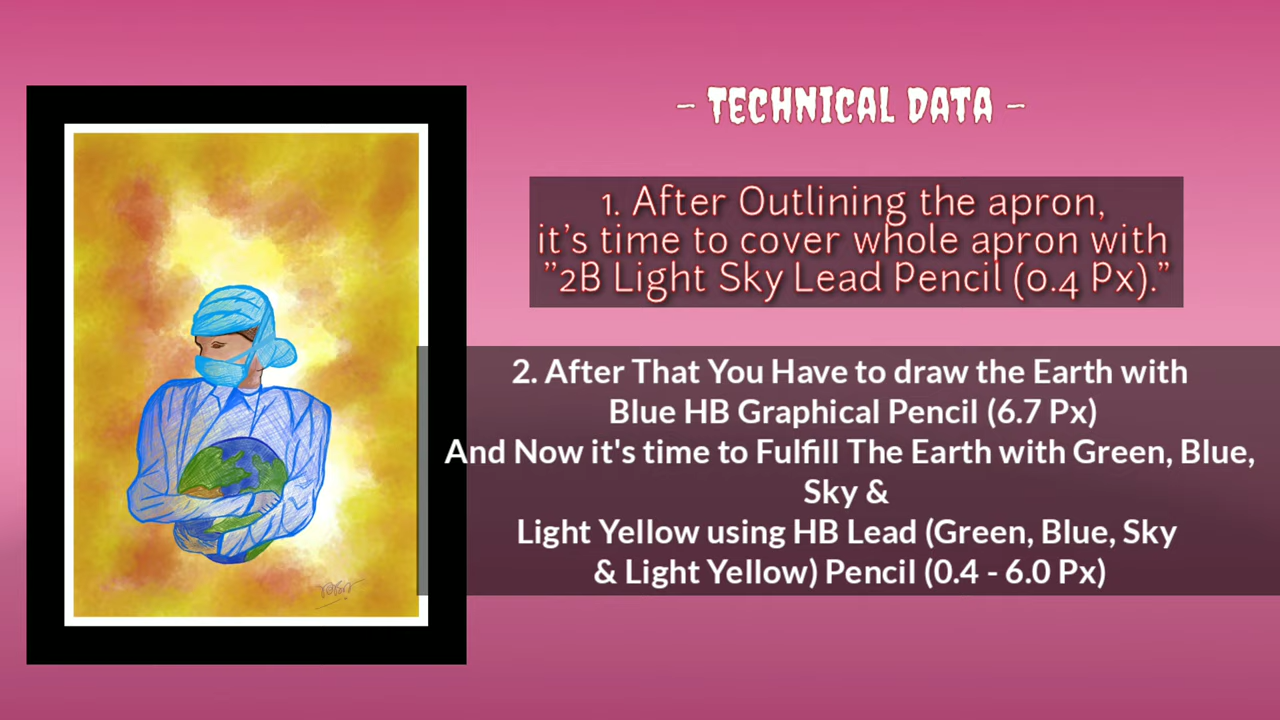 - TECHNICAL DATA -
1. After Outlining the apron,
it's time to cover whole apron with
"2B Light Sky Lead Pencil (0.4 Px)."
2. After That You Have to draw the Earth with
Blue HB Graphical Pencil (6.7 Px)
And Now it's time to Fulfill The Earth with Green, Blue,
Sky &
Light Yellow using HB Lead (Green, Blue, Sky
& Light Yellow) Pencil (0.4 - 6.0 Px)